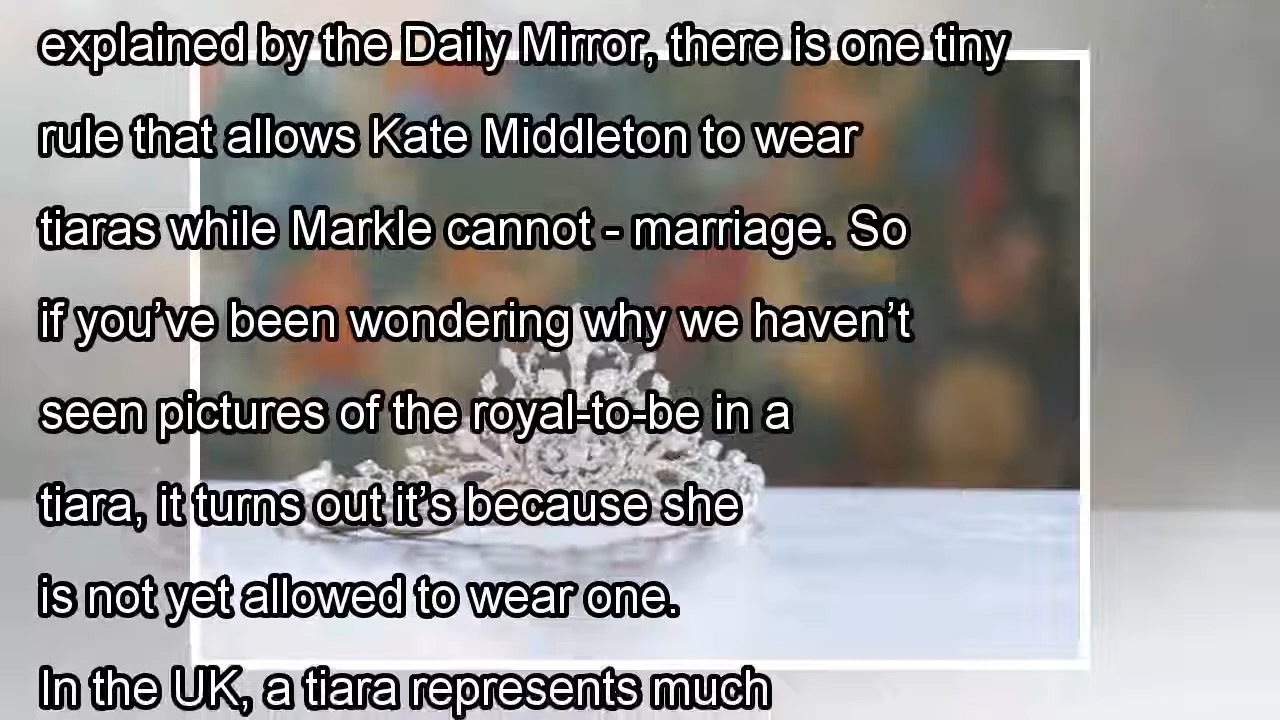 explained by the Daily Mirror, there is one tiny
rule that allows Kate Middleton to wear
tiaras while Markle cannot - marriage. So
if you’ve been wondering why we haven’t
seen pictures of the royal-to-be in a
tiara, it turns out it’s because she
is not yet allowed to wear one.
In the UK, a tiara represents much